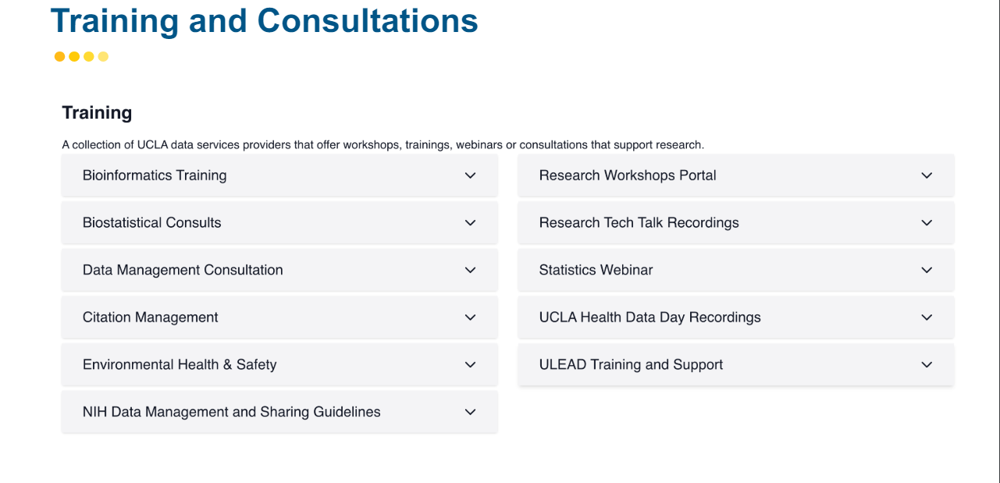 Training and Consultations
Training
A collection of UCLA data services providers that offer workshops, trainings, webinars or consultations that support research.
Bioinformatics Training
Biostatistical Consults
Data Management Consultation
Citation Management
Environmental Health & Safety
NIH Data Management and Sharing Guidelines
Research Workshops Portal
Research Tech Talk Recordings
Statistics Webinar
UCLA Health Data Day Recordings
ULEAD Training and Support